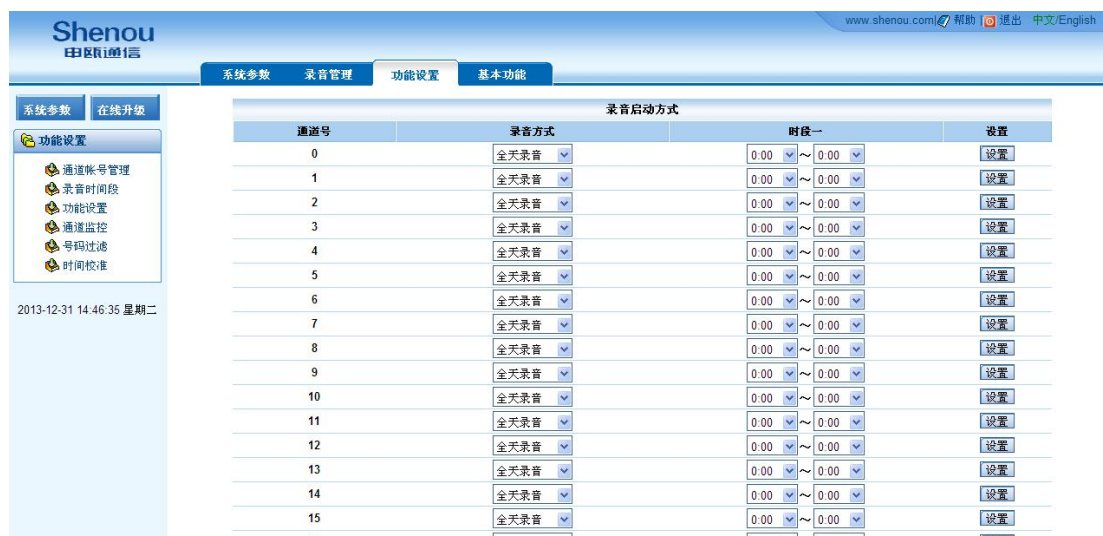 Shenou
申瓯通信
www.shenou.com| 帮助 | 退出 中文/English
系统参数 录音管理 功能设置 基本功能
系统参数 在线升级
功能设置
通道帐号管理
录音时间段
功能设置
通道监控
号码过滤
时间校准
2013-12-31 14:46:35 星期二
录音启动方式
通道号 录音方式 时段一 设置
0 全天录音 0:00 ～ 0:00 设置
1 全天录音 0:00 ～ 0:00 设置
2 全天录音 0:00 ～ 0:00 设置
3 全天录音 0:00 ～ 0:00 设置
4 全天录音 0:00 ～ 0:00 设置
5 全天录音 0:00 ～ 0:00 设置
6 全天录音 0:00 ～ 0:00 设置
7 全天录音 0:00 ～ 0:00 设置
8 全天录音 0:00 ～ 0:00 设置
9 全天录音 0:00 ～ 0:00 设置
10 全天录音 0:00 ～ 0:00 设置
11 全天录音 0:00 ～ 0:00 设置
12 全天录音 0:00 ～ 0:00 设置
13 全天录音 0:00 ～ 0:00 设置
14 全天录音 0:00 ～ 0:00 设置
15 全天录音 0:00 ～ 0:00 设置